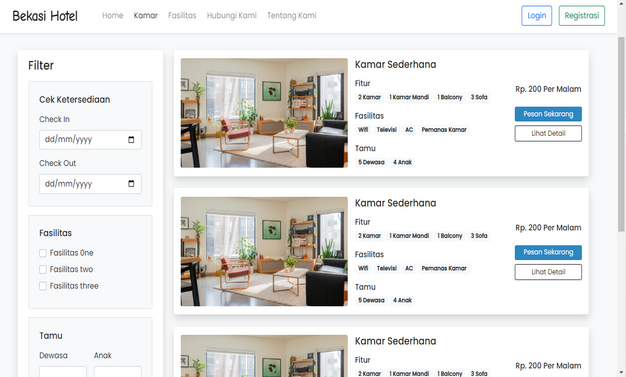 Bekasi Hotel
Home Kamar Fasilitas Hubungi Kami Tentang Kami
Login Registrasi
Filter
Cek Ketersediaan
Check In
dd/mm/yyyy
Check Out
dd/mm/yyyy
Fasilitas
Fasilitas One
Fasilitas two
Fasilitas three
Tamu
Dewasa Anak
Kamar Sederhana
Fitur
2 Kamar 1 Kamar Mandi 1 Balcony 3 Sofa
Fasilitas
Wifi Televisi AC Pemanas Kamar
Tamu
5 Dewasa 4 Anak
Rp. 200 Per Malam
Pesan Sekarang
Lihat Detail
Kamar Sederhana
Fitur
2 Kamar 1 Kamar Mandi 1 Balcony 3 Sofa
Fasilitas
Wifi Televisi AC Pemanas Kamar
Tamu
5 Dewasa 4 Anak
Rp. 200 Per Malam
Pesan Sekarang
Lihat Detail
Kamar Sederhana
Fitur
2 Kamar 1 Kamar Mandi 1 Balcony 3 Sofa
Rp. 200 Per Malam